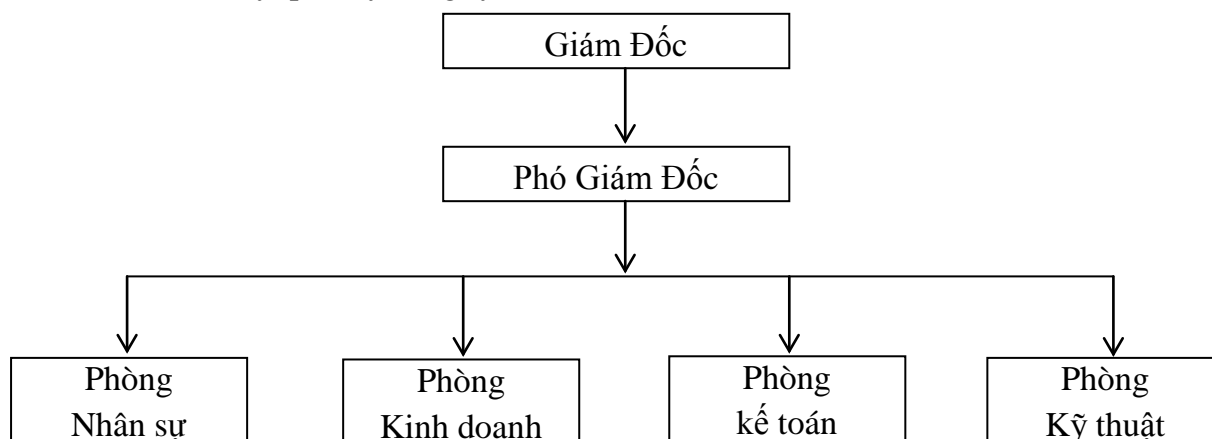 Giám Đốc
Phó Giám Đốc
Phòng
Nhân sự
Phòng
Kinh doanh
Phòng
kế toán
Phòng
Kỹ thuật